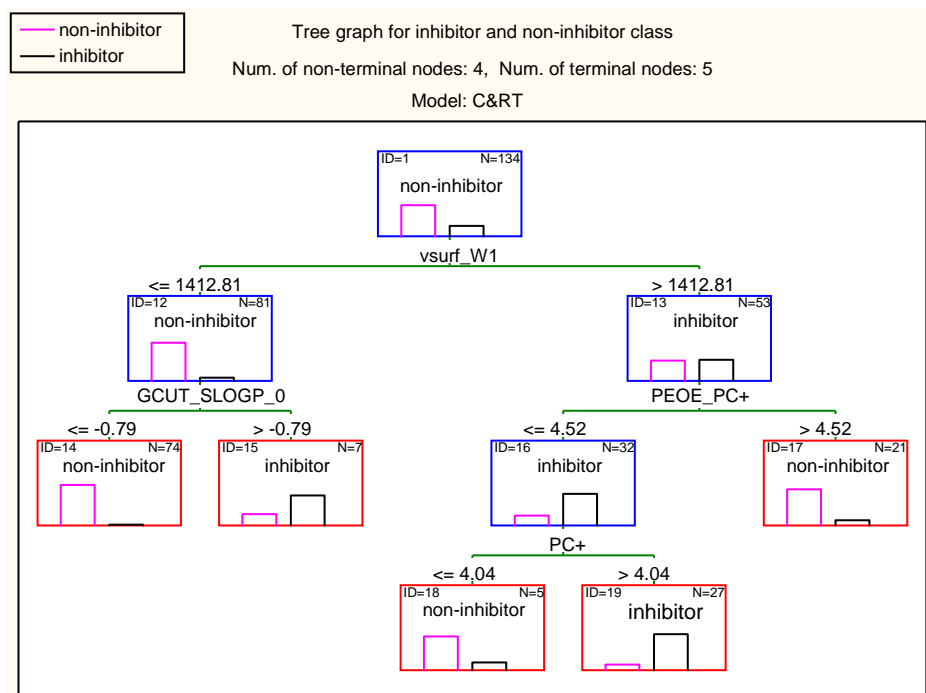 non-inhibitor
inhibitor
Tree graph for inhibitor and non-inhibitor class
Num. of non-terminal nodes: 4, Num. of terminal nodes: 5
Model: C&RT
ID=1 N=134
non-inhibitor
vsurf_W1
<= 1412.81 > 1412.81
ID=12 N=81 ID=13 N=53
non-inhibitor inhibitor
GCUT_SLOGP_0 PEOE_PC+
<= -0.79 > -0.79 <= 4.52 > 4.52
ID=14 N=74 ID=15 N=7 ID=16 N=32 ID=17 N=21
non-inhibitor inhibitor inhibitor non-inhibitor
PC+
<= 4.04 > 4.04
ID=18 N=5 ID=19 N=27
non-inhibitor inhibitor